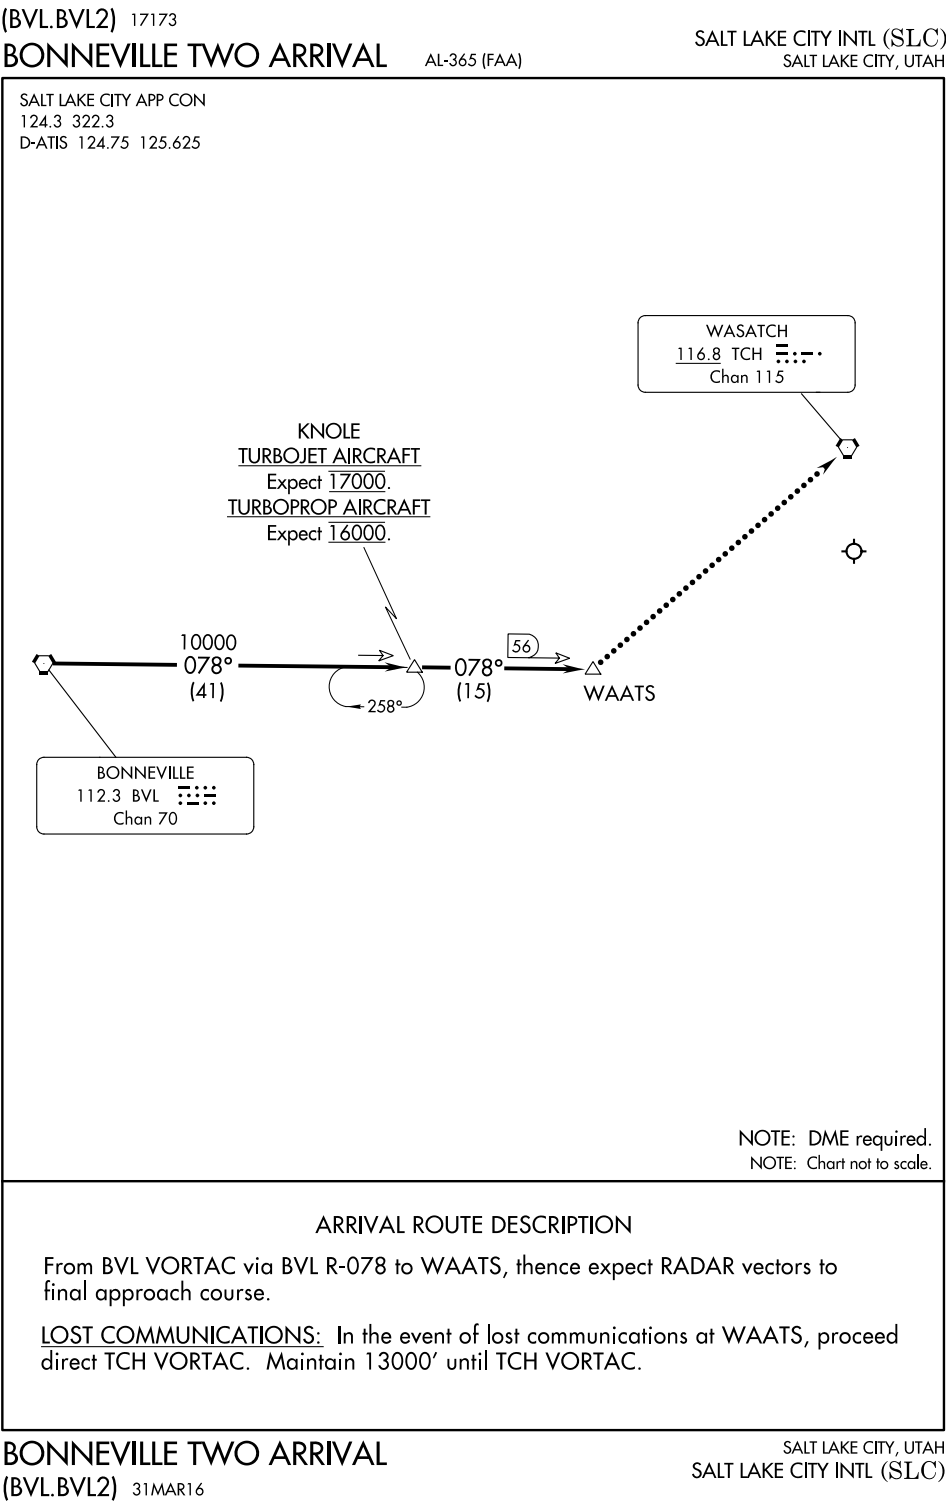 (BVL.BVL2) 17173
BONNEVILLE TWO ARRIVAL
AL-365 (FAA)
SALT LAKE CITY INTL (SLC)
SALT LAKE CITY, UTAH
SALT LAKE CITY APP CON
124.3 322.3
D-ATIS 124.75 125.625
WASATCH
116.8 TCH
Chan 115
KNOLE
TURBOJET AIRCRAFT
Expect 17000.
TURBOPROP AIRCRAFT
Expect 16000.
10000
078°
(41)
258°
56
078°
(15)
WAATS
BONNEVILLE
112.3 BVL
Chan 70
NOTE: DME required.
NOTE: Chart not to scale.
ARRIVAL ROUTE DESCRIPTION
From BVL VORTAC via BVL R-078 to WAATS, thence expect RADAR vectors to
final approach course.
LOST COMMUNICATIONS: In the event of lost communications at WAATS, proceed
direct TCH VORTAC. Maintain 13000' until TCH VORTAC.
BONNEVILLE TWO ARRIVAL
(BVL.BVL2) 31MAR16
SALT LAKE CITY, UTAH
SALT LAKE CITY INTL (SLC)